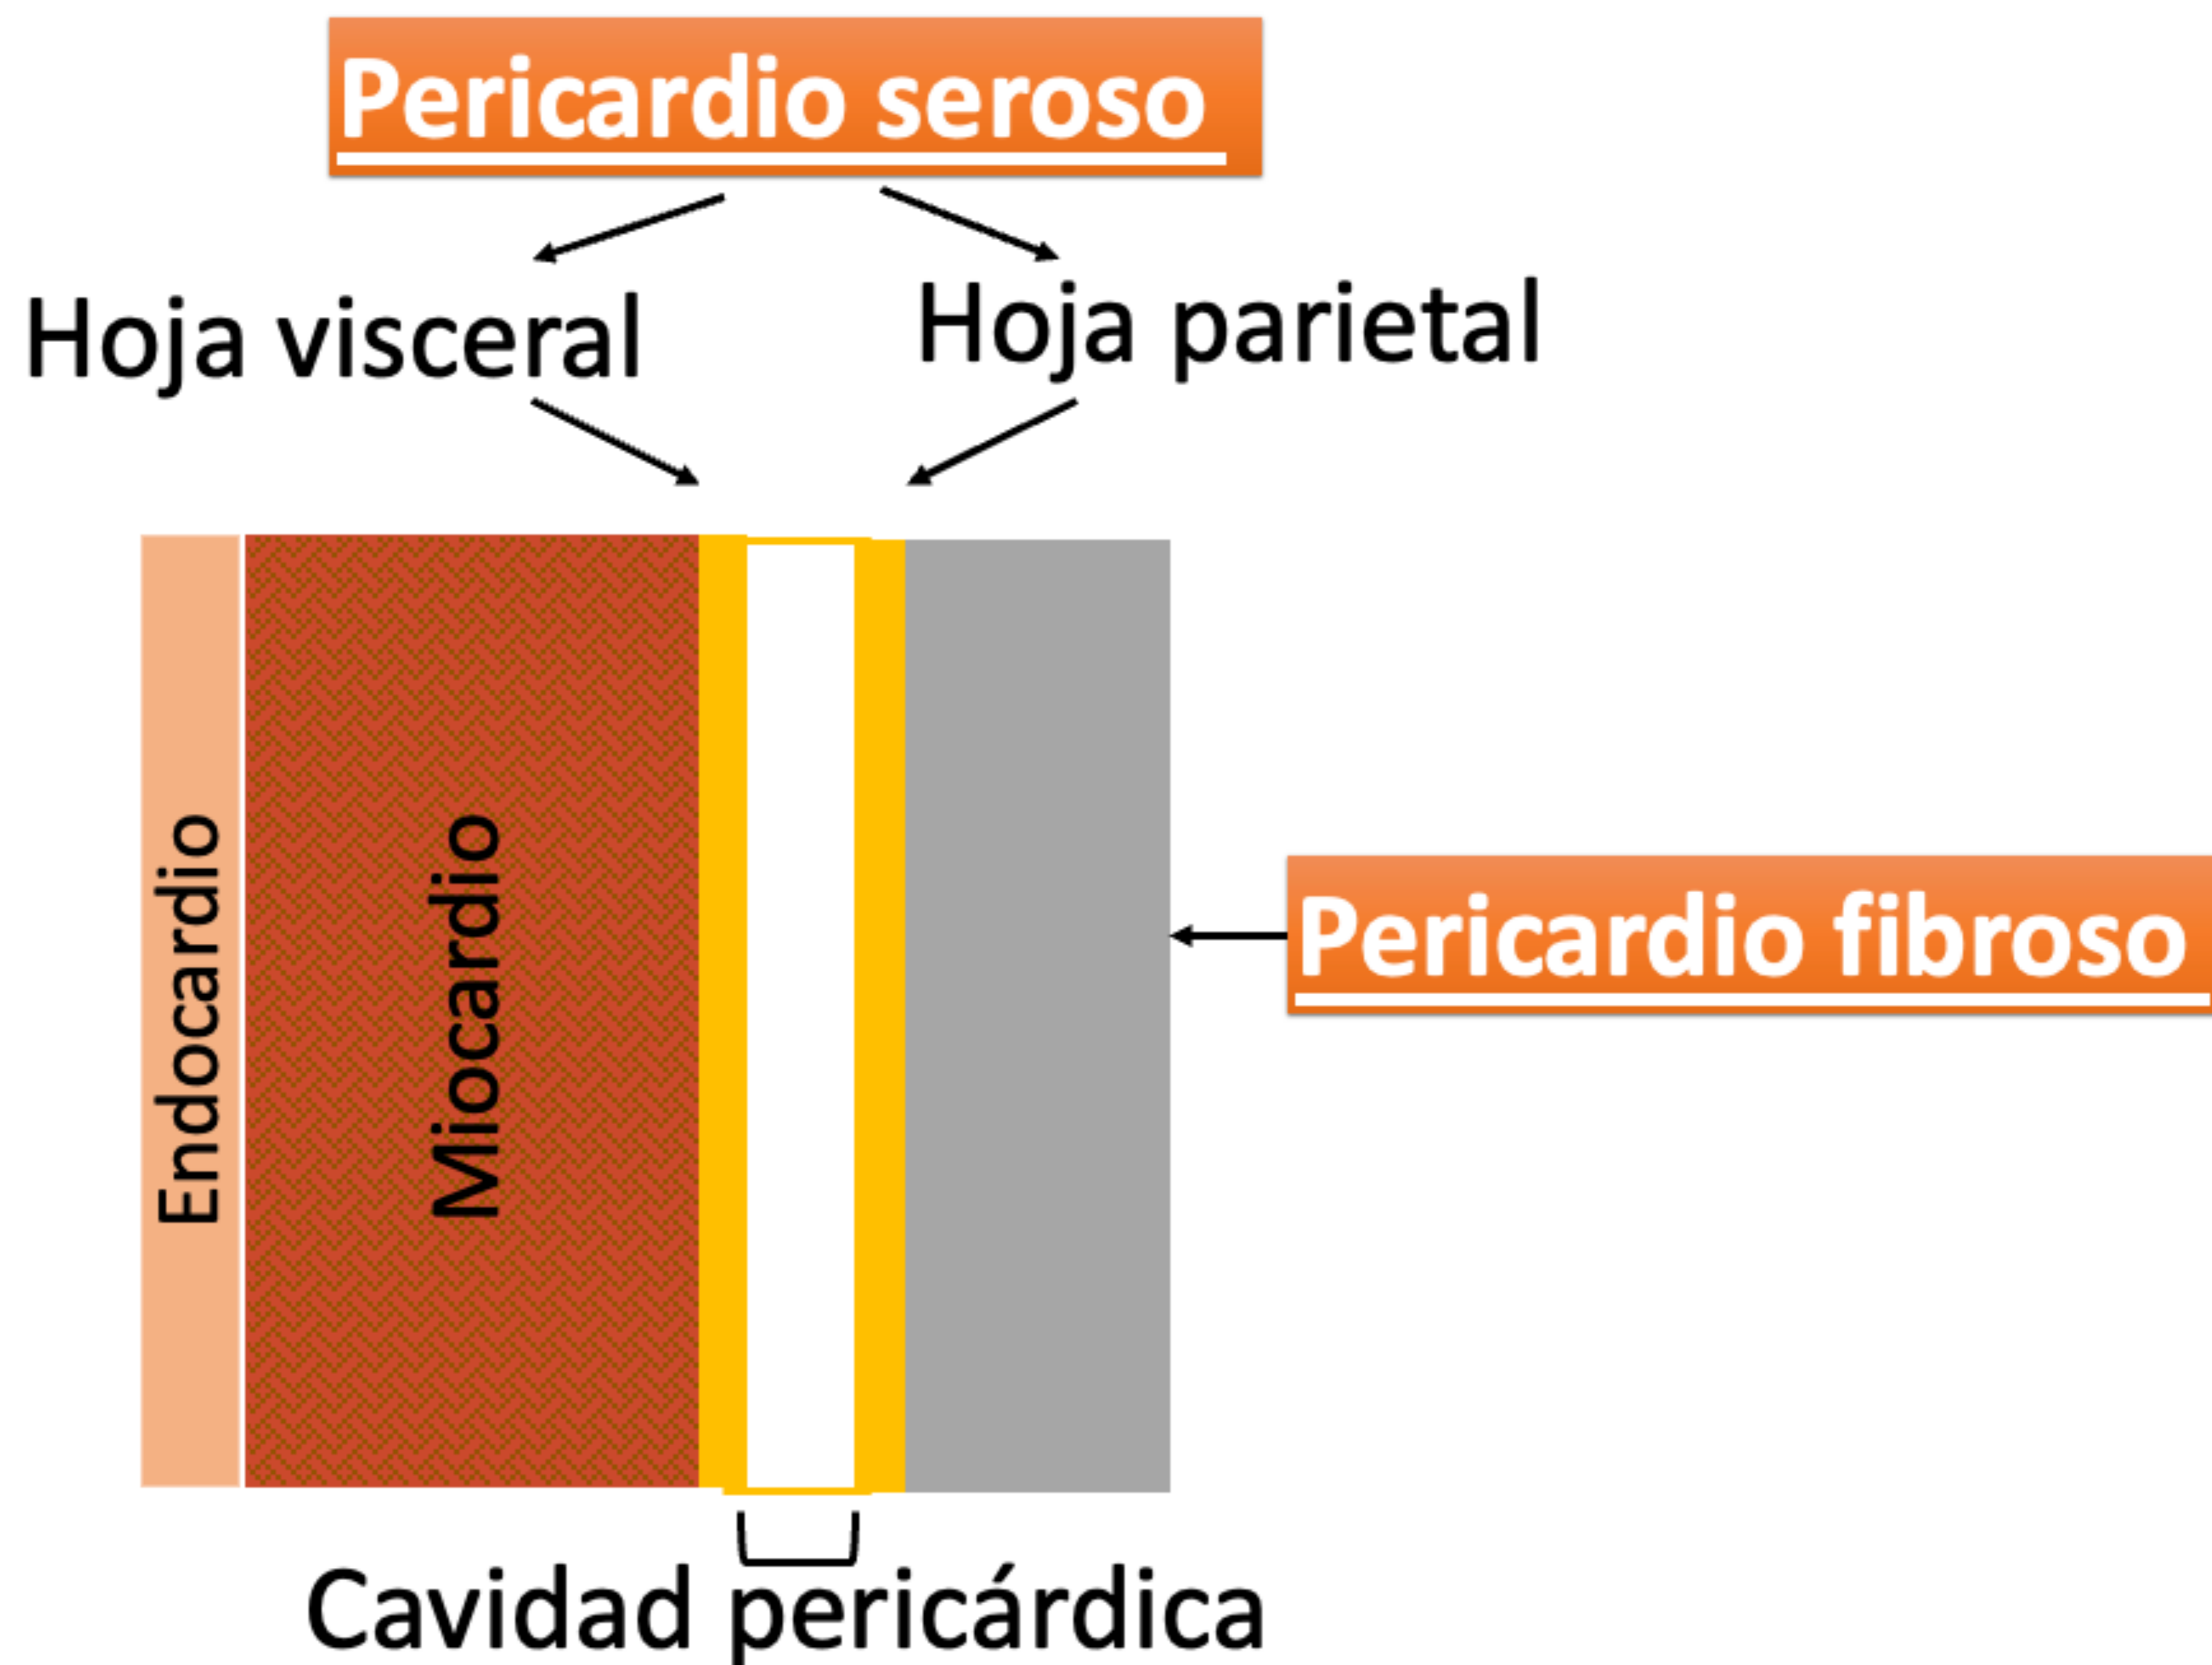 Pericardio seroso
Hoja visceral
Hoja parietal
Endocardio
Miocardio
Pericardio fibroso
Cavidad pericárdica